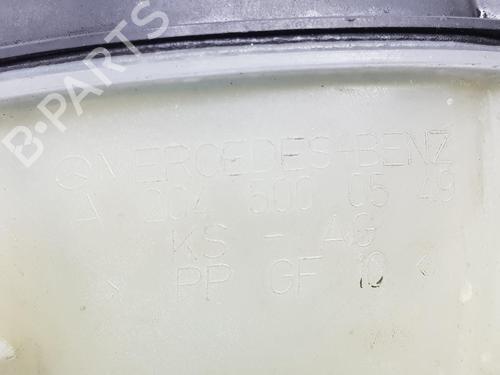 B-PARTS
MERCEDES-BENZ
A 204 500 05 49
KS - AG
> PP GF 10 <